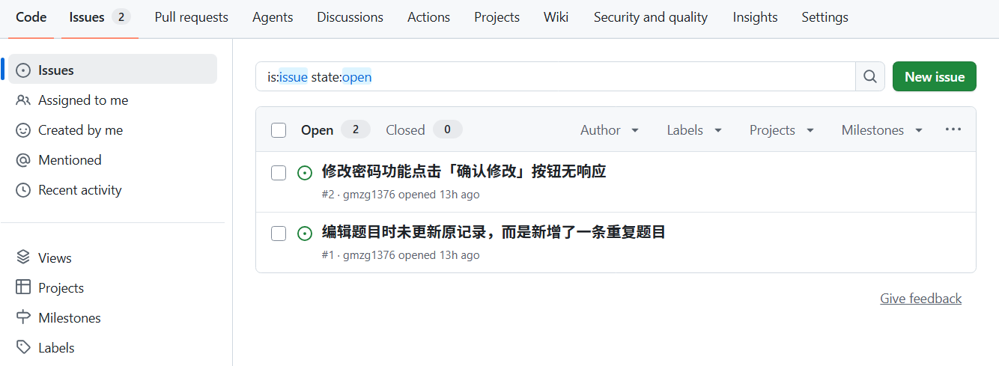 Code Issues 2 Pull requests Agents Discussions Actions Projects Wiki Security and quality Insights Settings
Issues
Assigned to me
Created by me
Mentioned
Recent activity
Views
Projects
Milestones
Labels
is:issue state:open
New issue
Open 2 Closed 0 Author Labels Projects Milestones
修改密码功能点击「确认修改」按钮无响应
#2 · gmzg1376 opened 13h ago
编辑题目时未更新原记录，而是新增了一条重复题目
#1 · gmzg1376 opened 13h ago
Give feedback